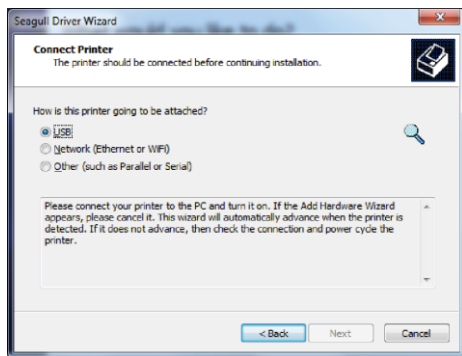 Seagull Driver Wizard
Connect Printer
The printer should be connected before continuing installation.
How is this printer going to be attached?
USB
Network (Ethernet or WiFi)
Other (such as Parallel or Serial)
Please connect your printer to the PC and turn it on. If the Add Hardware Wizard
appears, please cancel it. This wizard will automatically advance when the printer is
detected. If it does not advance, then check the connection and power cycle the
printer.
< Back
Next
Cancel